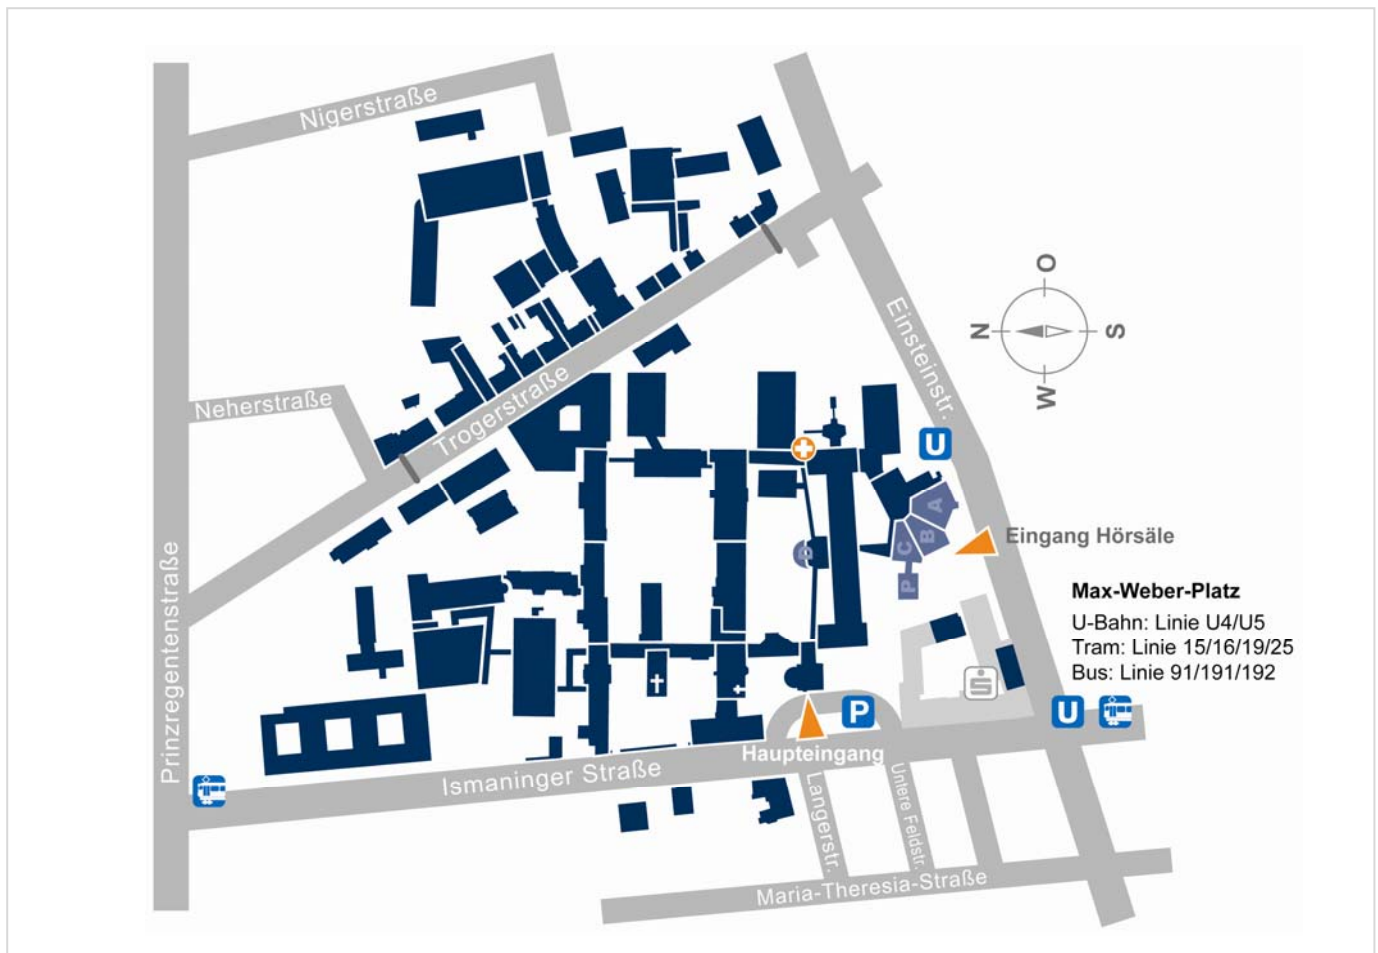 Nigerstraße
O
N
S
W
Einsteinstr.
Neherstraße
Trogerstraße
U
A
B
C
D
P
Eingang Hörsäle
Prinzregentenstraße
Max-Weber-Platz
U-Bahn: Linie U4/U5
Tram: Linie 15/16/19/25
Bus: Linie 91/191/192
S
P
U
Haupteingang
Ismaninger Straße
Langerstr.
Untere Feldstr.
Maria-Theresia-Straße